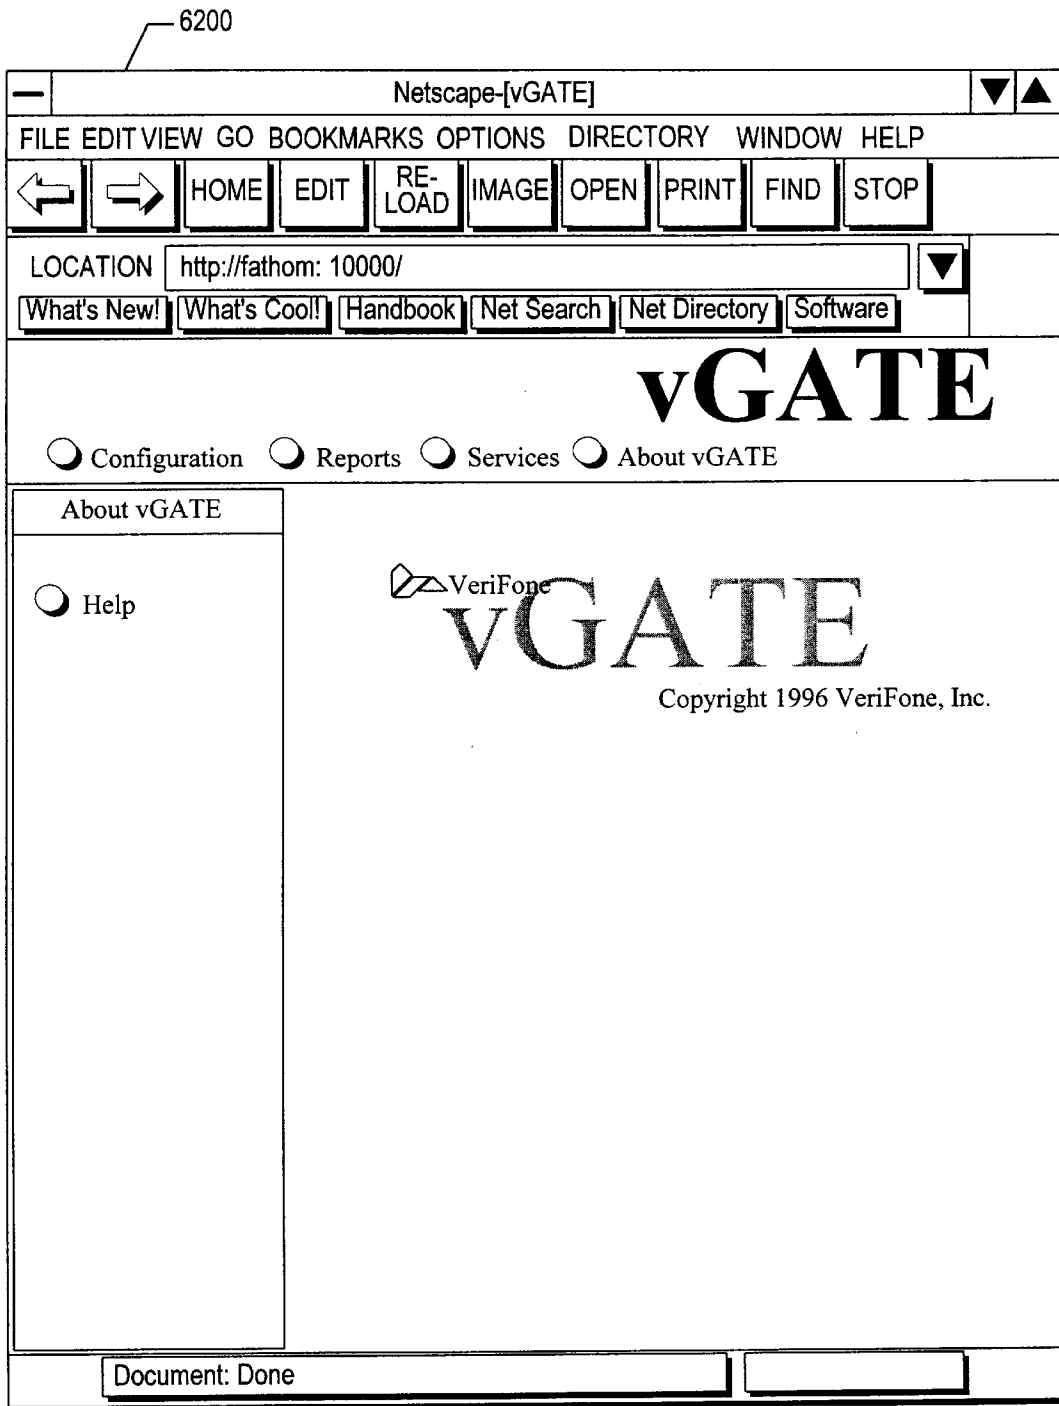 6200
Netscape-[vGATE]
FILE EDIT VIEW GO BOOKMARKS OPTIONS DIRECTORY WINDOW HELP
HOME EDIT RE-LOAD IMAGE OPEN PRINT FIND STOP
LOCATION http://fathom: 10000/
What's New! What's Cool! Handbook Net Search Net Directory Software
vGATE
Configuration Reports Services About vGATE
About vGATE
Help
VeriFone
vGATE
Copyright 1996 VeriFone, Inc.
Document: Done